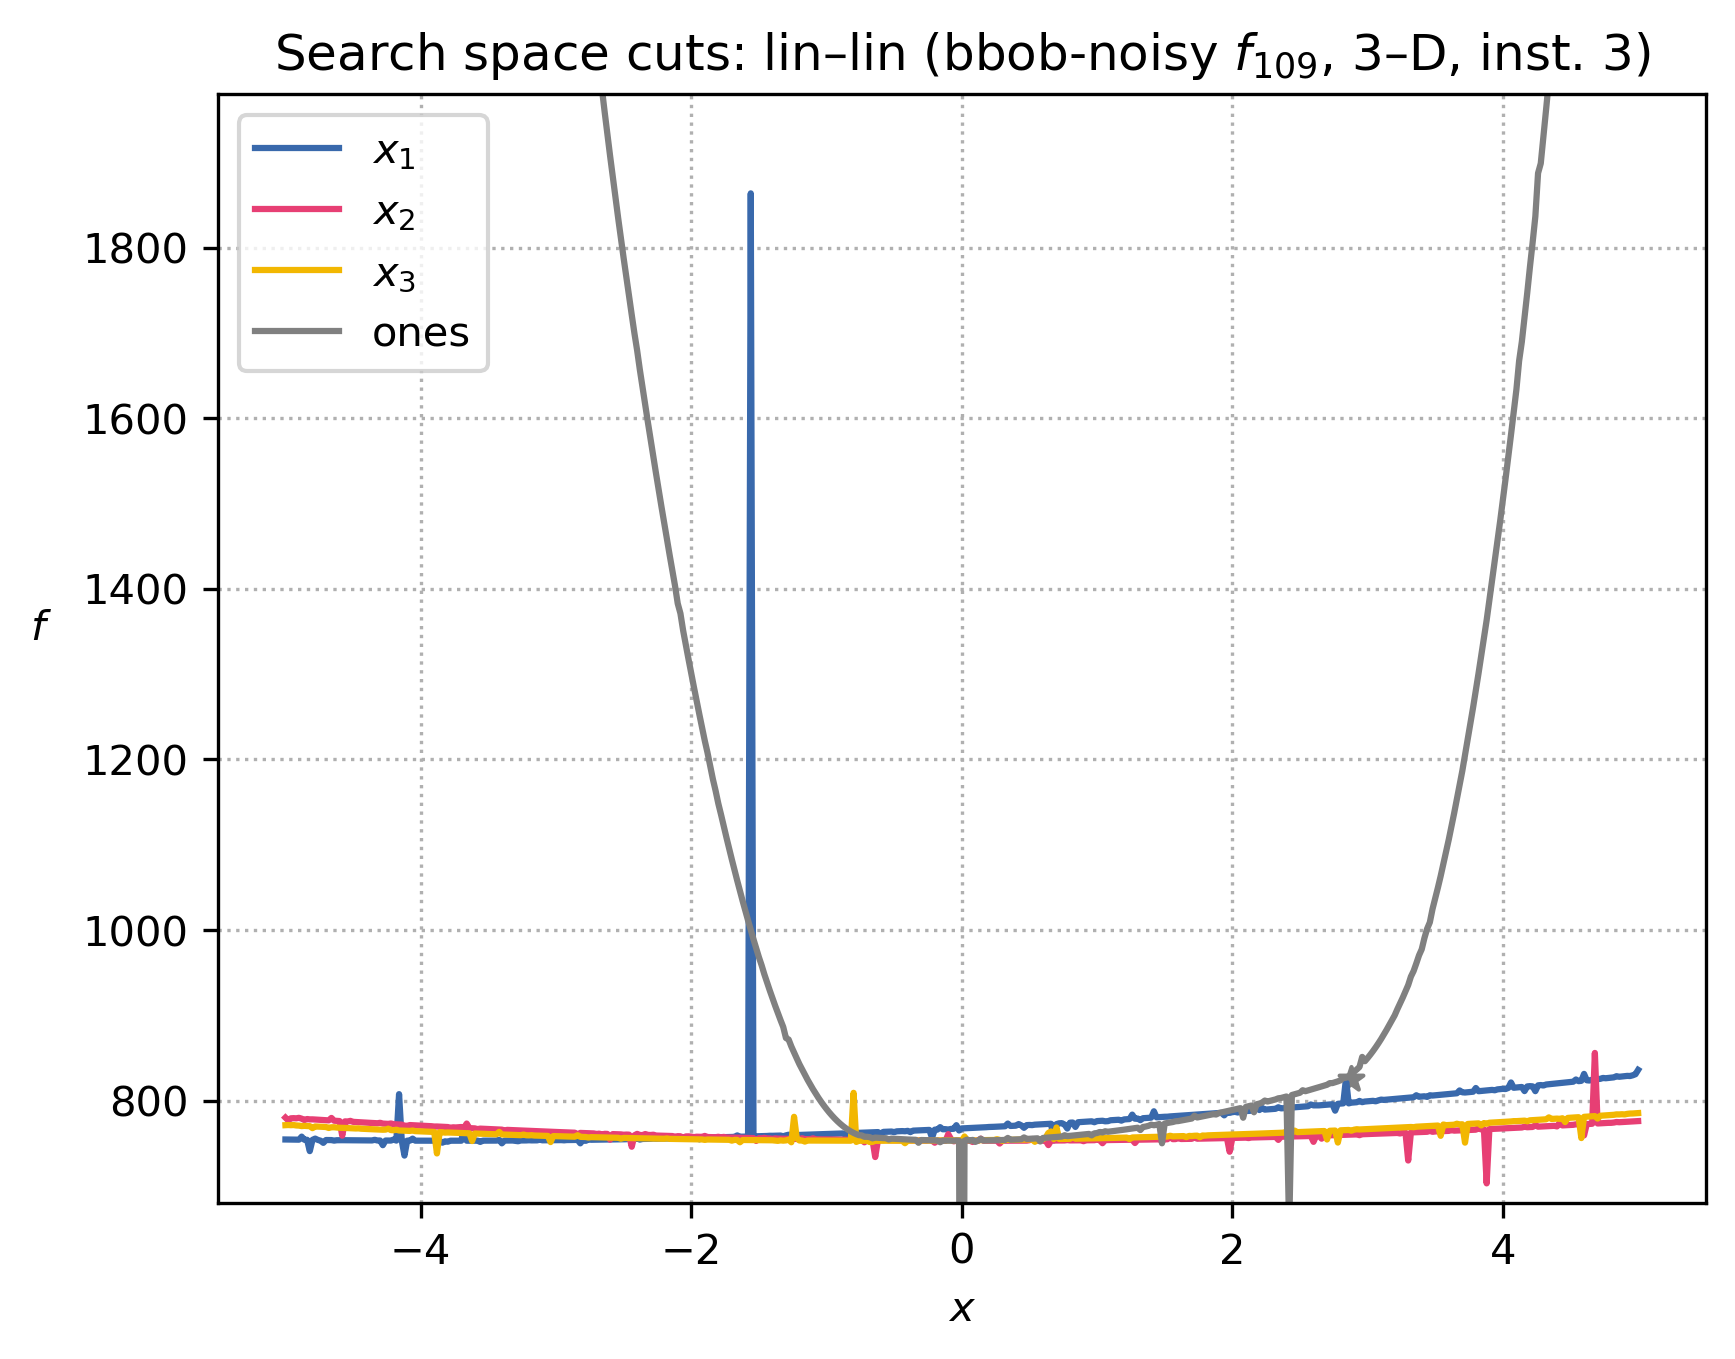 Search space cuts: lin–lin (bbob-noisy f₁₀₉, 3–D, inst. 3)
x₁
x₂
x₃
ones
1800
1600
1400
1200
1000
800
f
−4 −2 0 2 4
x